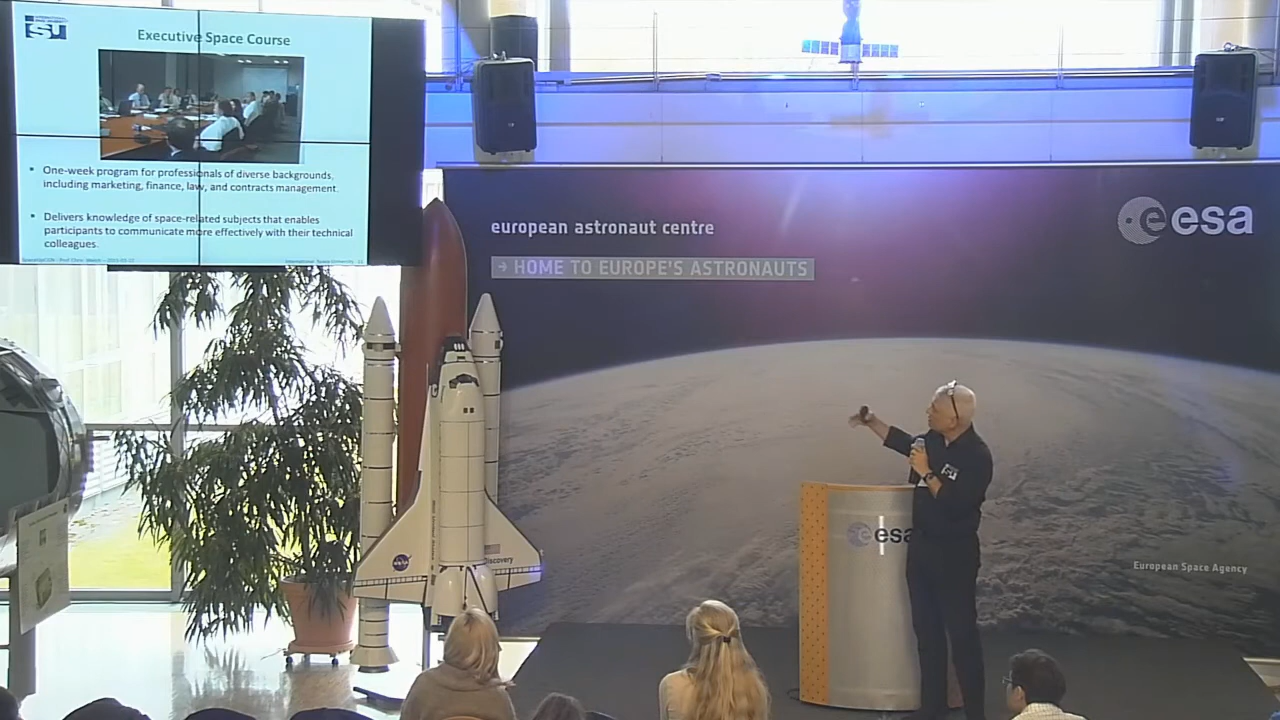 ISU
Executive Space Course
One-week program for professionals of diverse backgrounds,
including marketing, finance, law, and contracts management.
Delivers knowledge of space-related subjects that enables
participants to communicate more effectively with their technical
colleagues.
International Space University 11
european astronaut centre
→ HOME TO EUROPE'S ASTRONAUTS
esa
esa
European Space Agency
NASA
Discovery